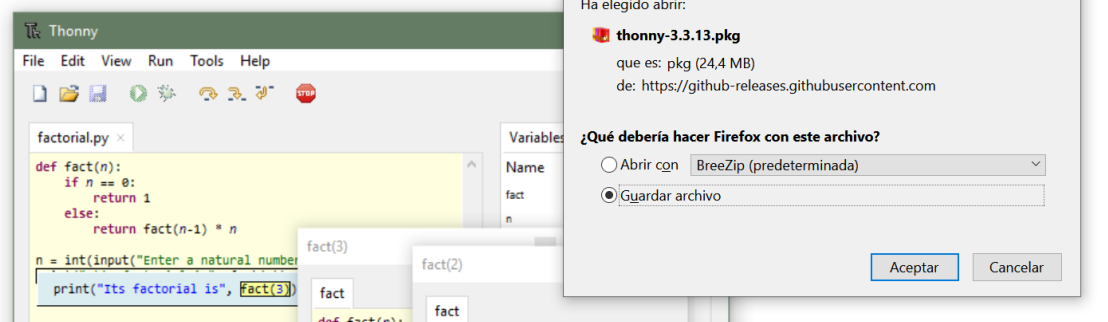 Thonny
File Edit View Run Tools Help
factorial.py
def fact(n):
if n == 0:
return 1
else:
return fact(n-1) * n
n = int(input("Enter a natural number
print("Its factorial is", fact(3))
Variables
Name
fact
n
fact(3)
fact
def fact(n):
fact(2)
fact
Ha elegido abrir:
thonny-3.3.13.pkg
que es: pkg (24,4 MB)
de: https://github-releases.githubusercontent.com
¿Qué debería hacer Firefox con este archivo?
Abrir con BreeZip (predeterminada)
Guardar archivo
Aceptar Cancelar